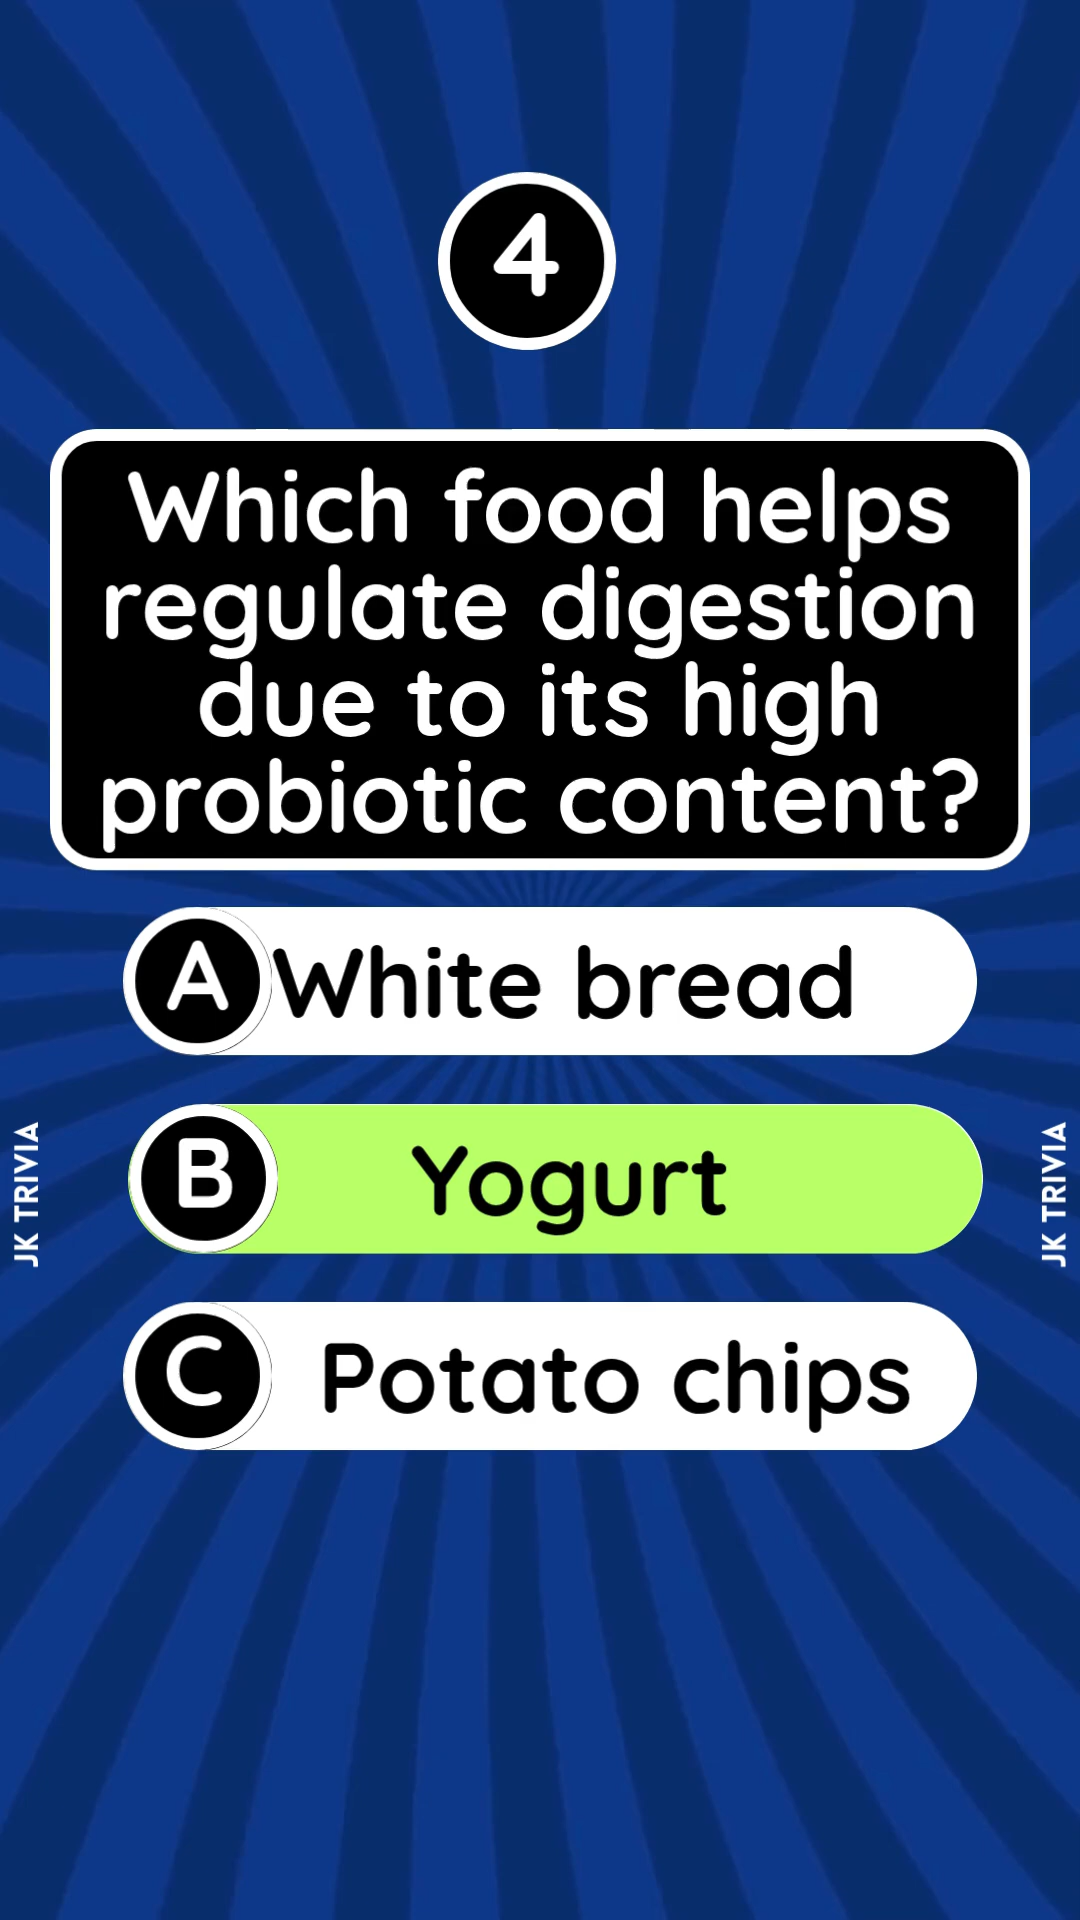 4
Which food helps
regulate digestion
due to its high
probiotic content?
A White bread
B Yogurt
C Potato chips
JK TRIVIA
JK TRIVIA